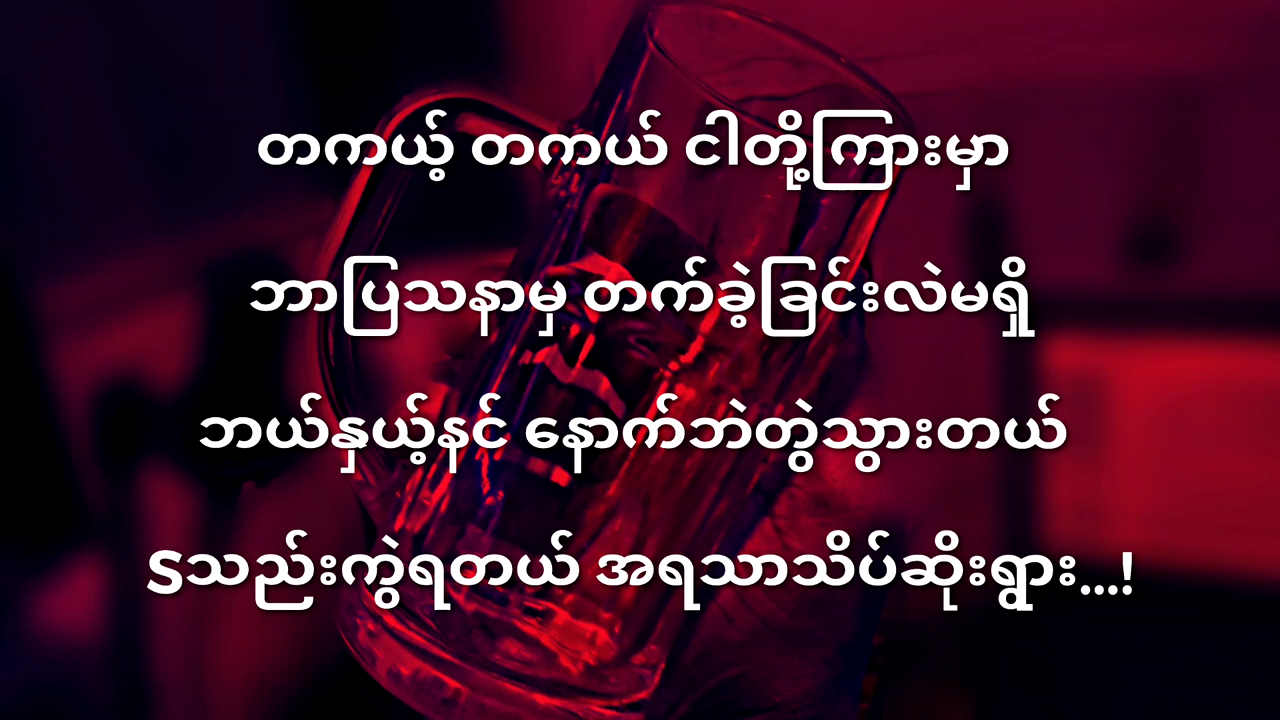 တကယ့် တကယ် ငါတို့ကြားမှာ
ဘာပြသနာမှ တက်ခဲ့ခြင်းလဲမရှိ
ဘယ်နှယ့်နင် နောက်ဘဲတွဲသွားတယ်
Sသည်းကွဲရတယ် အရသာသိပ်ဆိုးရွား...!